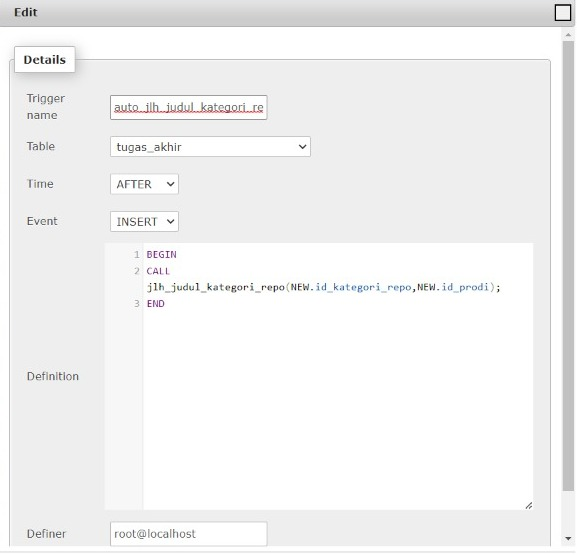 Edit
Details
Trigger name
auto_jlh_judul_kategori_re
Table
tugas_akhir
Time
AFTER
Event
INSERT
Definition
1 BEGIN
2 CALL
jlh_judul_kategori_repo(NEW.id_kategori_repo,NEW.id_prodi);
3 END
Definer
root@localhost